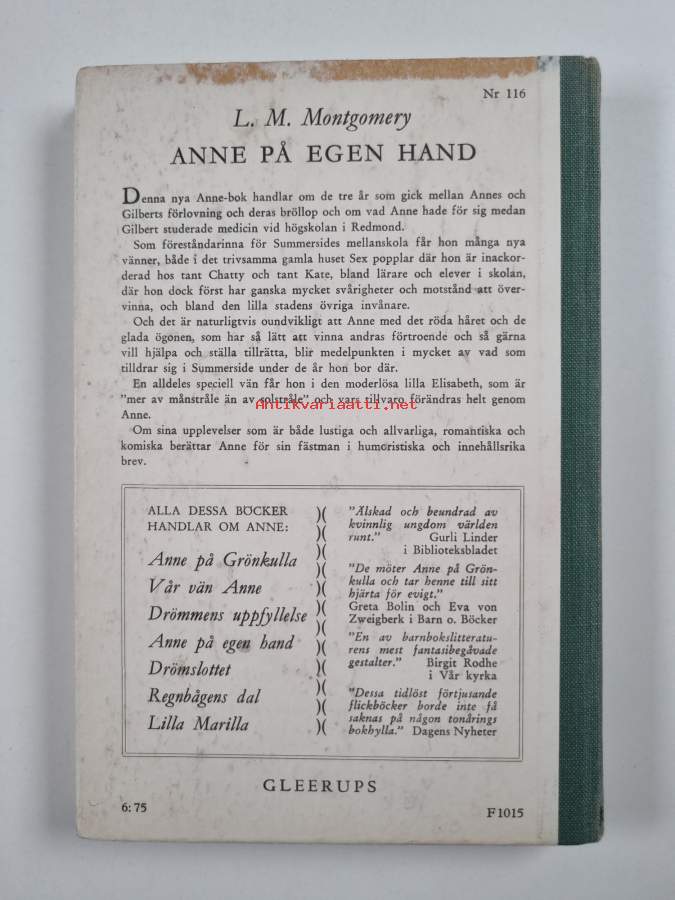 Nr 116
L. M. Montgomery
ANNE PÅ EGEN HAND
Denna nya Anne-bok handlar om de tre år som gick mellan Annes och
Gilberts förlovning och deras bröllop och om vad Anne hade för sig medan
Gilbert studerade medicin vid högskolan i Redmond.
Som föreståndarinna för Summersides mellanskola får hon många nya
vänner, både i det trivsamma gamla huset Sex popplar där hon är inackor-
derad hos tant Chatty och tant Kate, bland lärare och elever i skolan,
där hon dock först har ganska mycket svårigheter och motstånd att över-
vinna, och bland den lilla stadens övriga invånare.
Och det är naturligtvis oundvikligt att Anne med det röda håret och de
glada ögonen, som har så lätt att vinna andras förtroende och så gärna
vill hjälpa och ställa tillrätta, blir medelpunkten i mycket av vad som
tilldrar sig i Summerside under de år hon bor där.
En alldeles speciell vän får hon i den moderlösa lilla Elisabeth, som är
"mer av månstråle än av solstråle" och vars tillvaro förändras helt genom
Antikvariaatti.net
Anne.
Om sina upplevelser som är både lustiga och allvarliga, romantiska och
komiska berättar Anne för sin fästman i humoristiska och innehållsrika
brev.
ALLA DESSA BÖCKER
HANDLAR OM ANNE:
Anne på Grönkulla
Vår vän Anne
Drömmens uppfyllelse
Anne på egen hand
Drömslottet
Regnbågens dal
Lilla Marilla
"Älskad och beundrad av
kvinnlig ungdom världen
runt." Gurli Linder
i Biblioteksbladet
"De möter Anne på Grön-
kulla och tar henne till sitt
hjärta för evigt."
Greta Bolin och Eva von
Zweigberk i Barn o. Böcker
"En av barnbokslitteratu-
rens mest fantasibegåvade
gestalter." Birgit Rodhe
i Vår kyrka
"Dessa tidlöst förtjusande
flickböcker borde inte få
saknas på någon tonårings
bokhylla." Dagens Nyheter
GLEERUPS
6:75
F 1015